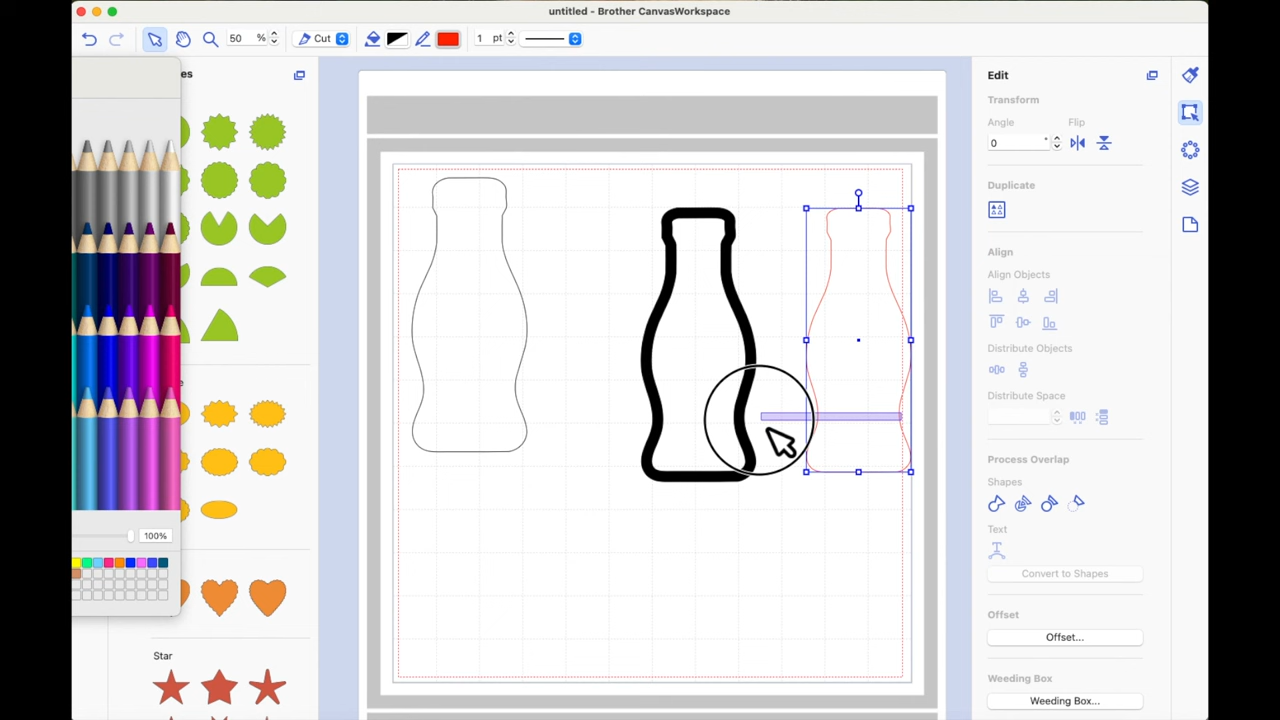 untitled - Brother CanvasWorkspace
50 %
Cut
1 pt
es
Edit
Transform
Angle
Flip
0 °
Duplicate
Align
Align Objects
Distribute Objects
Distribute Space
Process Overlap
Shapes
Text
Convert to Shapes
Offset
Offset...
Weeding Box
Weeding Box...
100%
Star